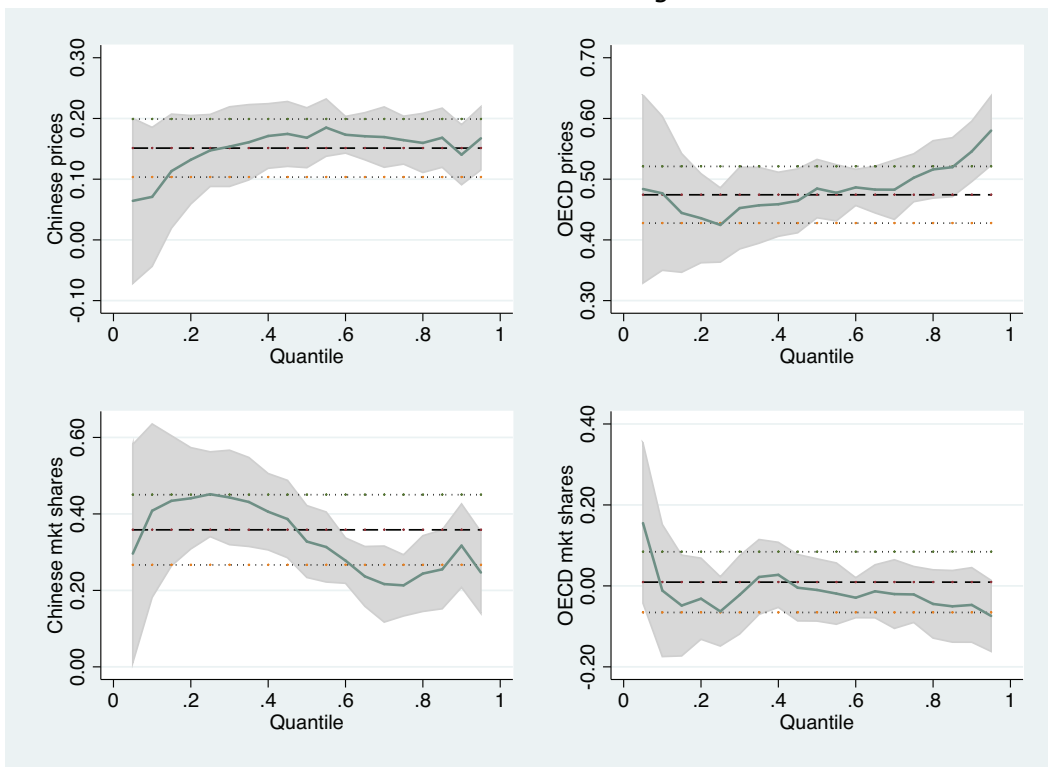 Chinese prices
0.30
0.20
0.10
0.00
-0.10
0 .2 .4 .6 .8 1
Quantile
OECD prices
0.70
0.60
0.50
0.40
0.30
0 .2 .4 .6 .8 1
Quantile
Chinese mkt shares
0.60
0.40
0.20
0.00
0 .2 .4 .6 .8 1
Quantile
OECD mkt shares
0.40
0.20
0.00
-0.20
0 .2 .4 .6 .8 1
Quantile